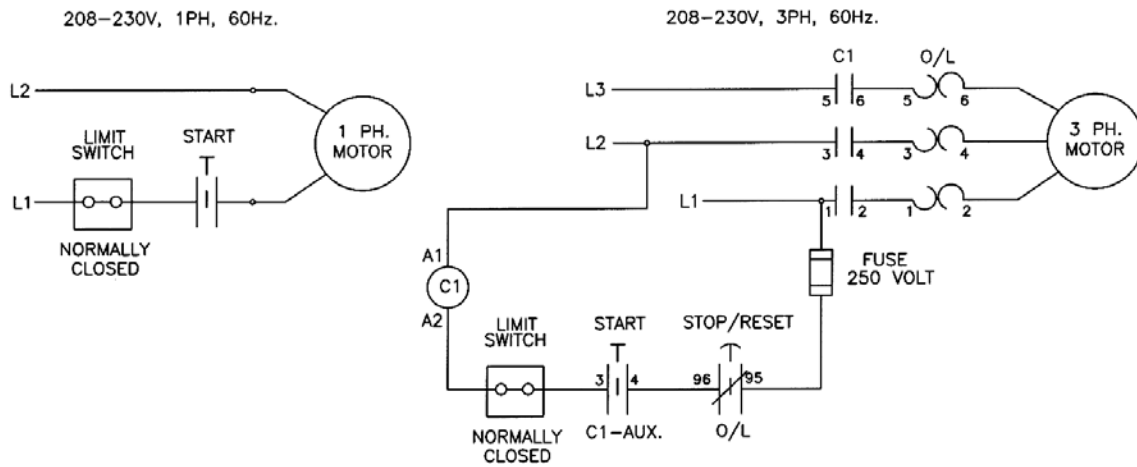 208-230V, 1PH, 60Hz.
L2
LIMIT
SWITCH
START
1 PH.
MOTOR
L1
NORMALLY
CLOSED
208-230V, 3PH, 60Hz.
C1 O/L
L3
5 6 5 6
L2
3 4 3 4
3 PH.
MOTOR
L1
1 2 1 2
FUSE
250 VOLT
A1
C1
A2
LIMIT
SWITCH
START
STOP/RESET
3 4 96 95
C1-AUX.
O/L
NORMALLY
CLOSED